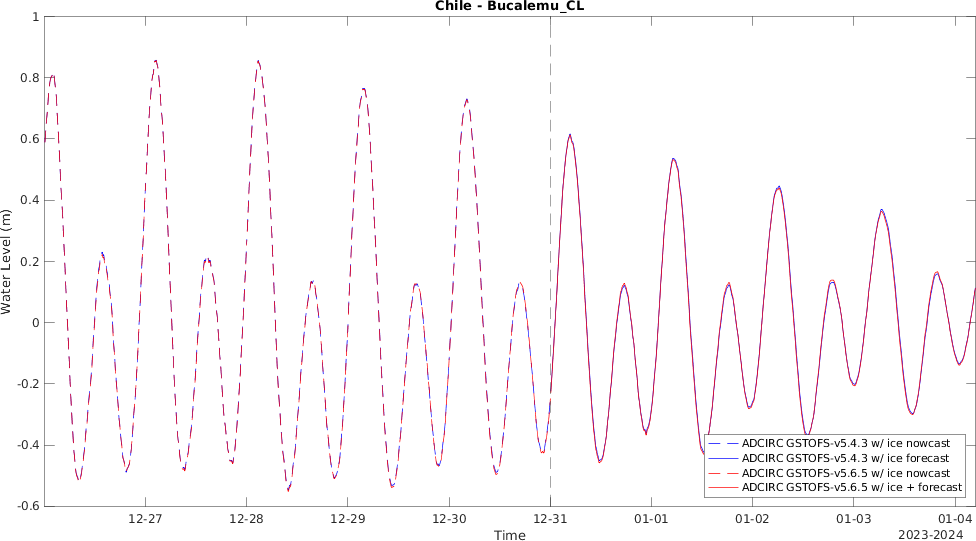 Chile - Bucalemu_CL
1
0.8
0.6
0.4
0.2
0
-0.2
-0.4
-0.6
Water Level (m)
ADCIRC GSTOFS-v5.4.3 w/ ice nowcast
ADCIRC GSTOFS-v5.4.3 w/ ice forecast
ADCIRC GSTOFS-v5.6.5 w/ ice nowcast
ADCIRC GSTOFS-v5.6.5 w/ ice + forecast
12-27 12-28 12-29 12-30 12-31 01-01 01-02 01-03 01-04
Time
2023-2024